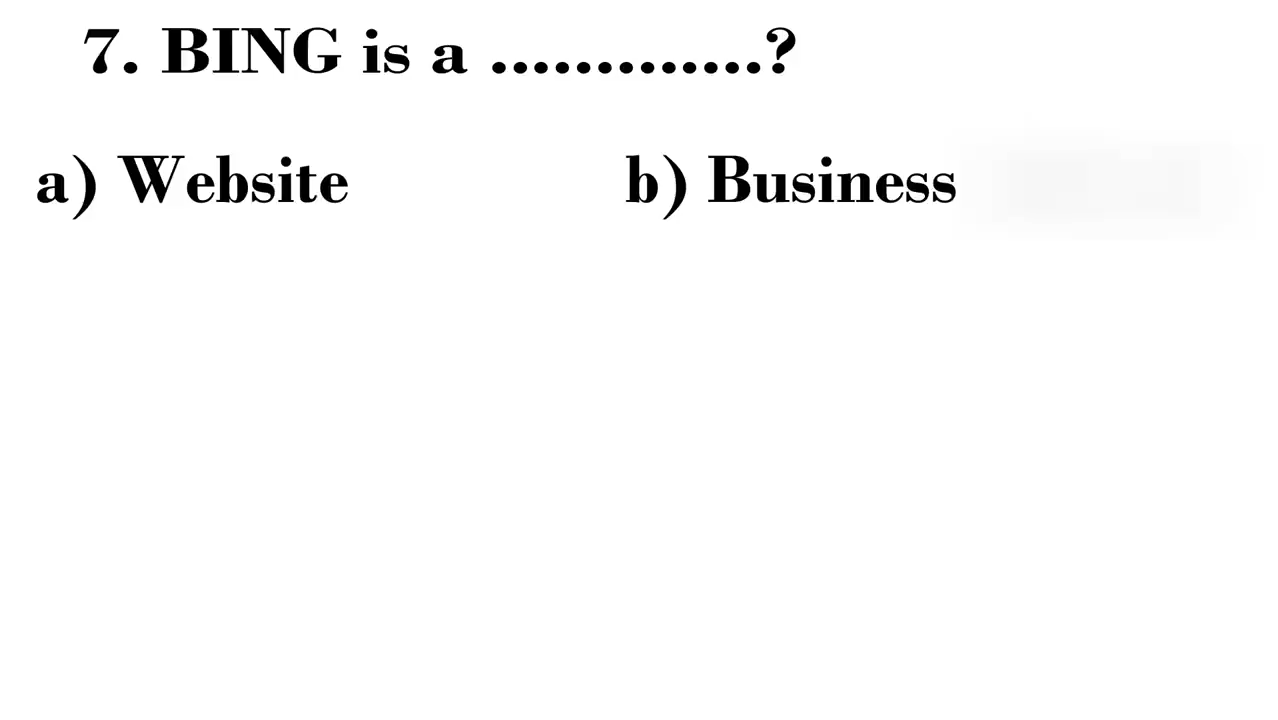 7. BING is a .............?
a) Website b) Business